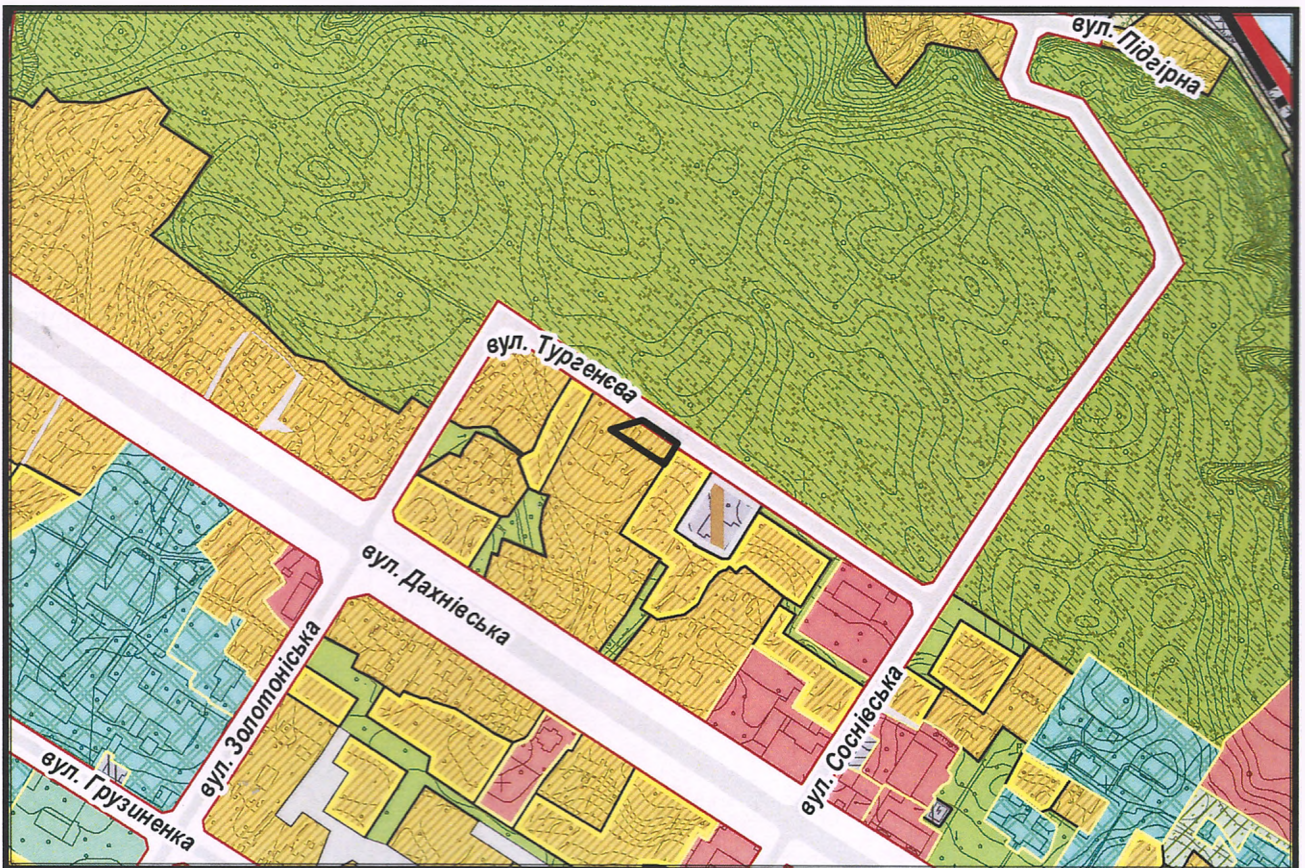 вул. Підгірна
вул. Тургенєва
вул. Дахнівська
вул. Золотоніська
вул. Соснівська
вул. Грузиненка